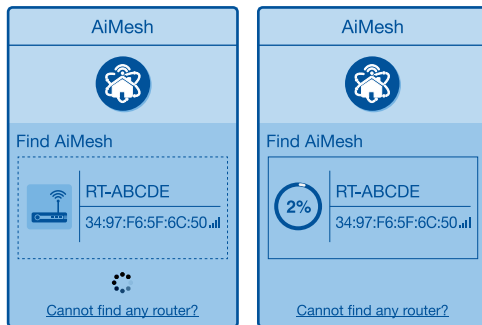 AiMesh
Find AiMesh
RT-ABCDE
34:97:F6:5F:6C:50
Cannot find any router?
AiMesh
Find AiMesh
2%
RT-ABCDE
34:97:F6:5F:6C:50
Cannot find any router?